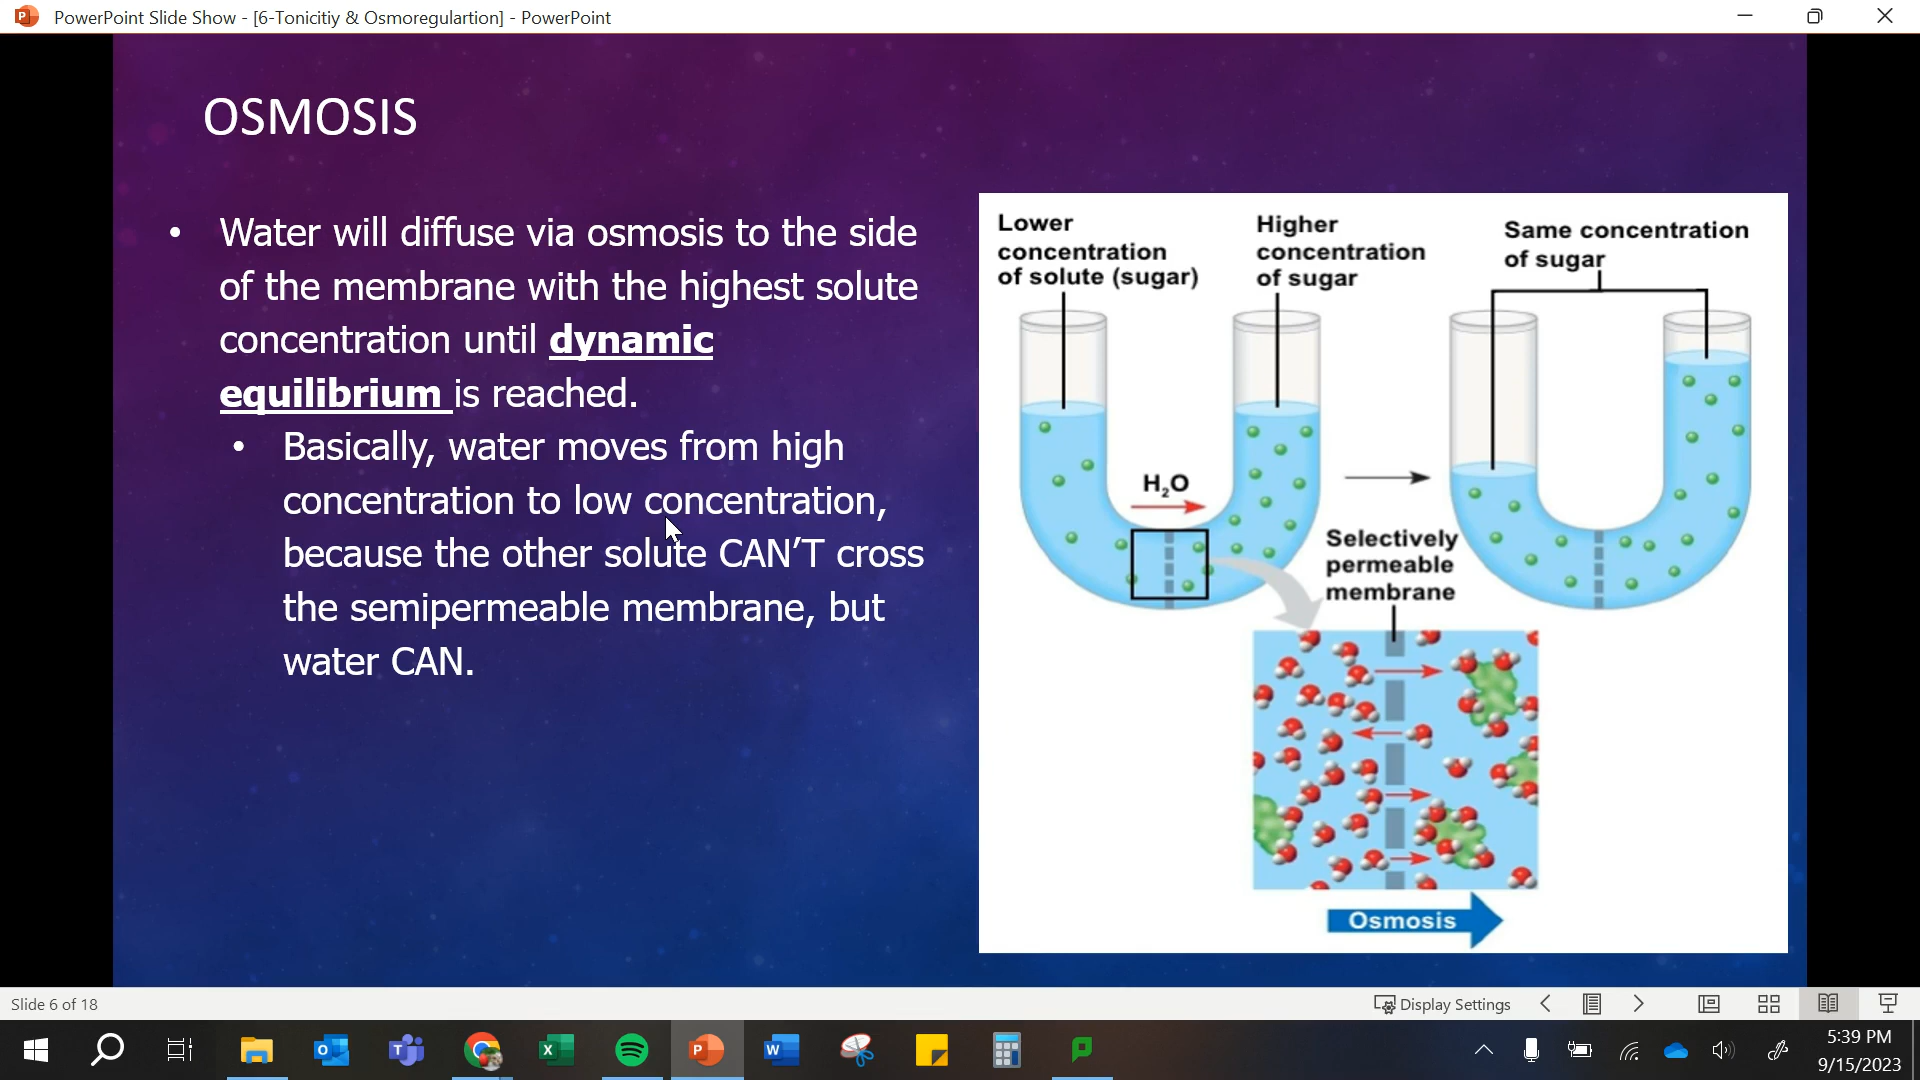 PowerPoint Slide Show - [6-Tonicitiy & Osmoregulartion] - PowerPoint
OSMOSIS
• Water will diffuse via osmosis to the side
of the membrane with the highest solute
concentration until dynamic
equilibrium is reached.
• Basically, water moves from high
concentration to low concentration,
because the other solute CAN'T cross
the semipermeable membrane, but
water CAN.
Lower
concentration
of solute (sugar)
Higher
concentration
of sugar
Same concentration
of sugar
H₂O
Selectively
permeable
membrane
Osmosis
Slide 6 of 18
Display Settings
5:39 PM
9/15/2023